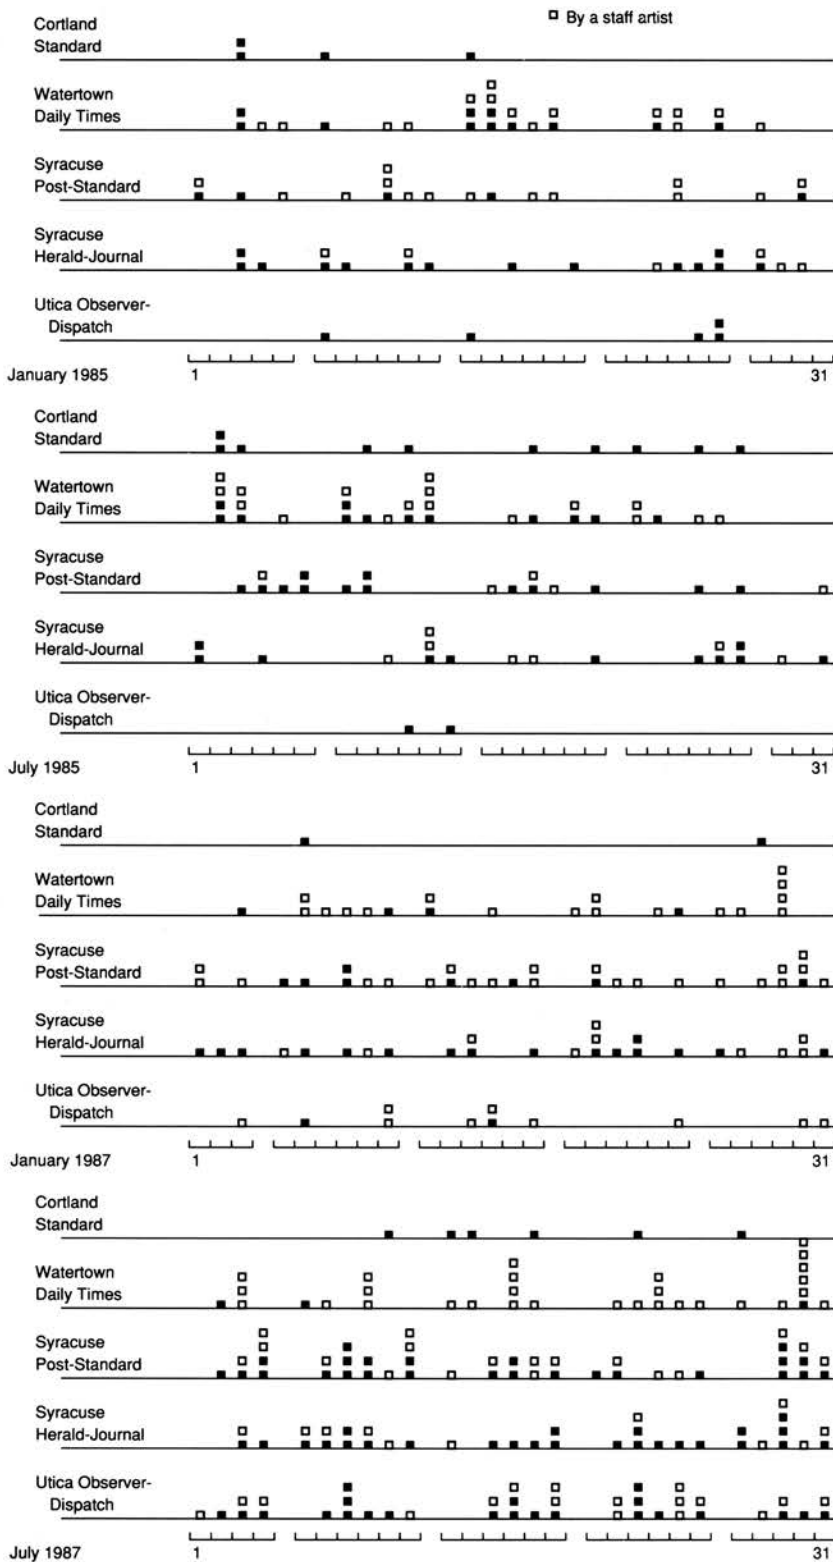 By a staff artist
Cortland
Standard
Watertown
Daily Times
Syracuse
Post-Standard
Syracuse
Herald-Journal
Utica Observer-
Dispatch
January 1985 1 31
Cortland
Standard
Watertown
Daily Times
Syracuse
Post-Standard
Syracuse
Herald-Journal
Utica Observer-
Dispatch
July 1985 1 31
Cortland
Standard
Watertown
Daily Times
Syracuse
Post-Standard
Syracuse
Herald-Journal
Utica Observer-
Dispatch
January 1987 1 31
Cortland
Standard
Watertown
Daily Times
Syracuse
Post-Standard
Syracuse
Herald-Journal
Utica Observer-
Dispatch
July 1987 1 31